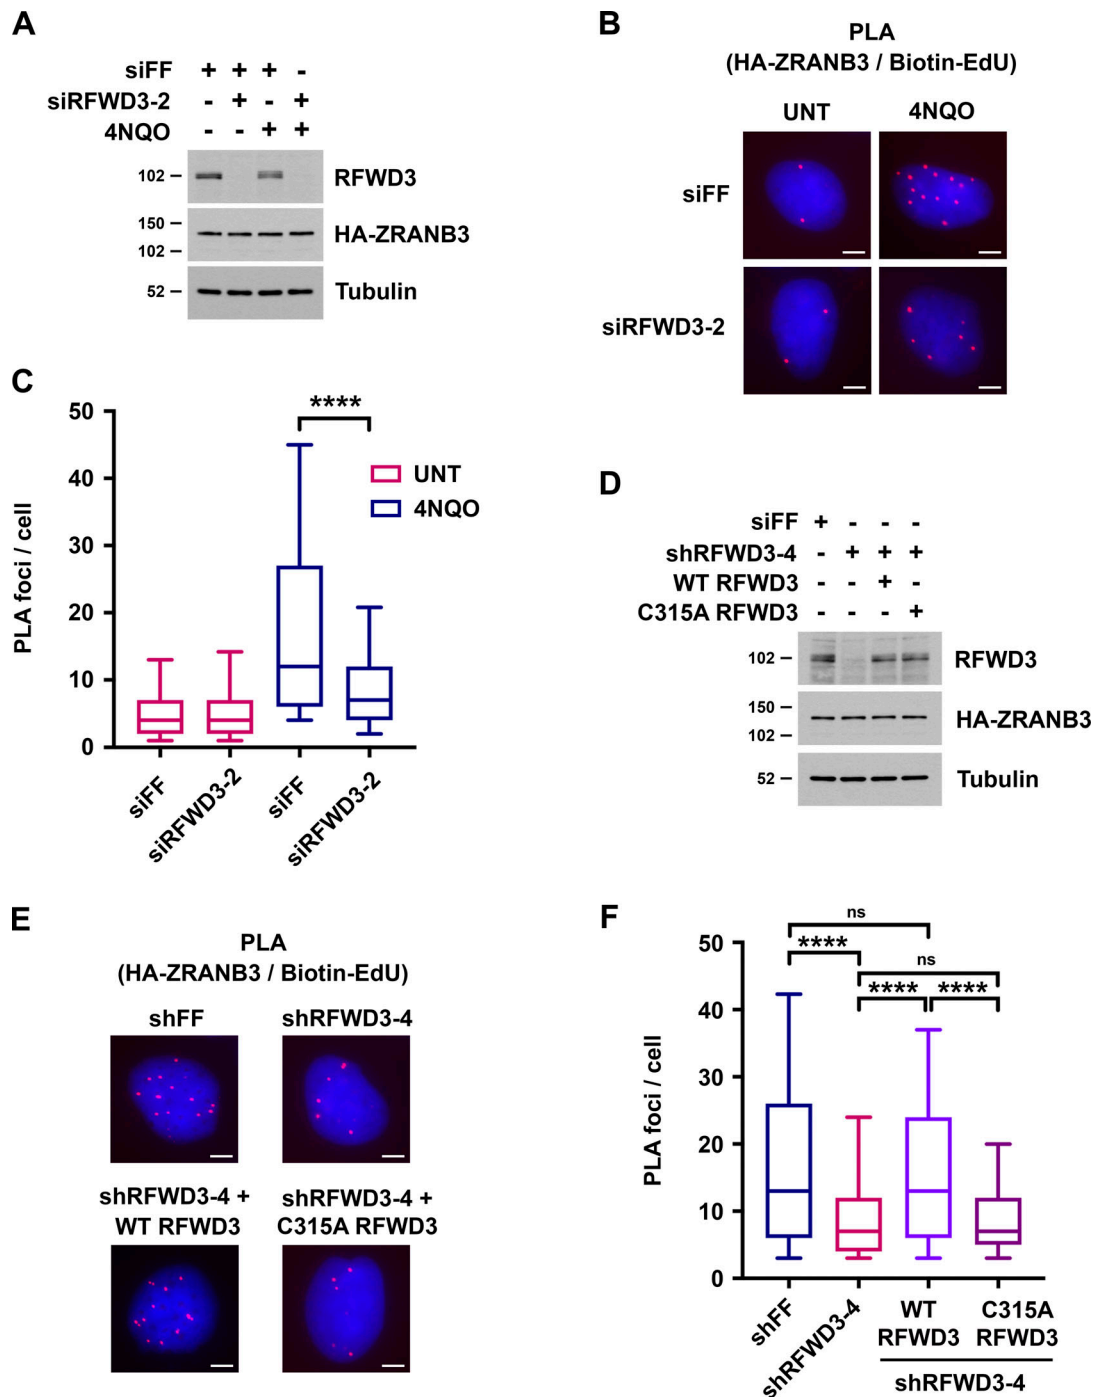 A
siFF + + + -
siRFWD3-2 - + - +
4NQO - - + +
102 RFWD3
150
102 HA-ZRANB3
52 Tubulin
B
PLA
(HA-ZRANB3 / Biotin-EdU)
UNT 4NQO
siFF
siRFWD3-2
C
****
50
40
30
20
10
0
PLA foci / cell
UNT
4NQO
siFF siRFWD3-2 siFF siRFWD3-2
D
siFF + - - -
shRFWD3-4 - + + +
WT RFWD3 - - + -
C315A RFWD3 - - - +
102 RFWD3
150
102 HA-ZRANB3
52 Tubulin
E
PLA
(HA-ZRANB3 / Biotin-EdU)
shFF shRFWD3-4
shRFWD3-4 + shRFWD3-4 +
WT RFWD3 C315A RFWD3
F
ns
**** ns
**** ****
50
40
30
20
10
0
PLA foci / cell
shFF shRFWD3-4 WT C315A
RFWD3 RFWD3
shRFWD3-4